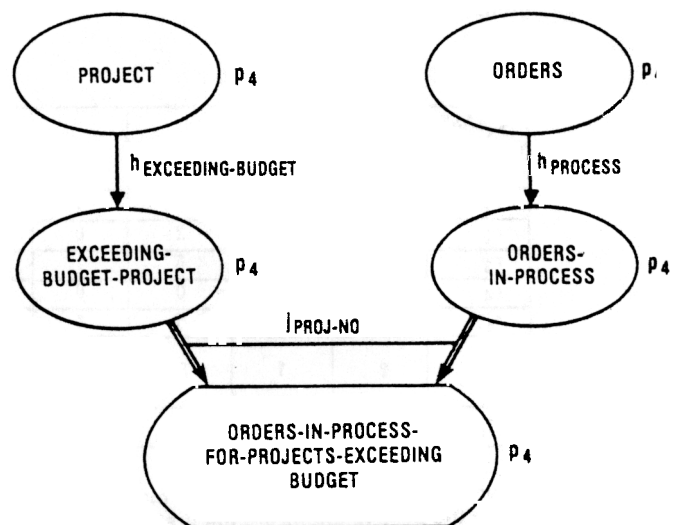 PROJECT
p4
ORDERS
p
hEXCEEDING-BUDGET
hPROCESS
EXCEEDING-
BUDGET-PROJECT
p4
ORDERS-
IN-PROCESS
p4
jPROJ-NO
ORDERS-IN-PROCESS-
FOR-PROJECTS-EXCEEDING
BUDGET
p4